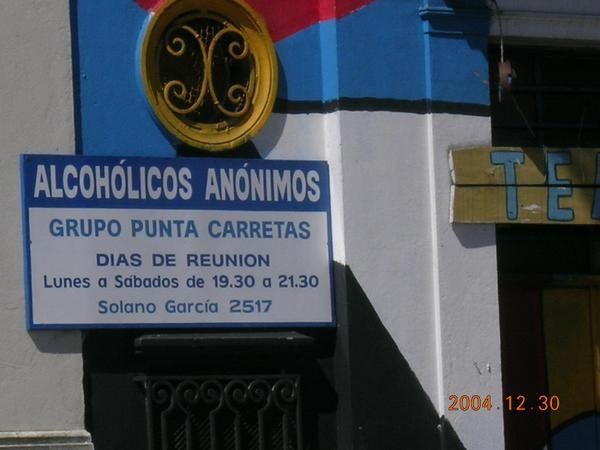 ALCOHÓLICOS ANÓNIMOS
GRUPO PUNTA CARRETAS
DIAS DE REUNION
Lunes a Sábados de 19.30 a 21.30
Solano García 2517
2004.12.30